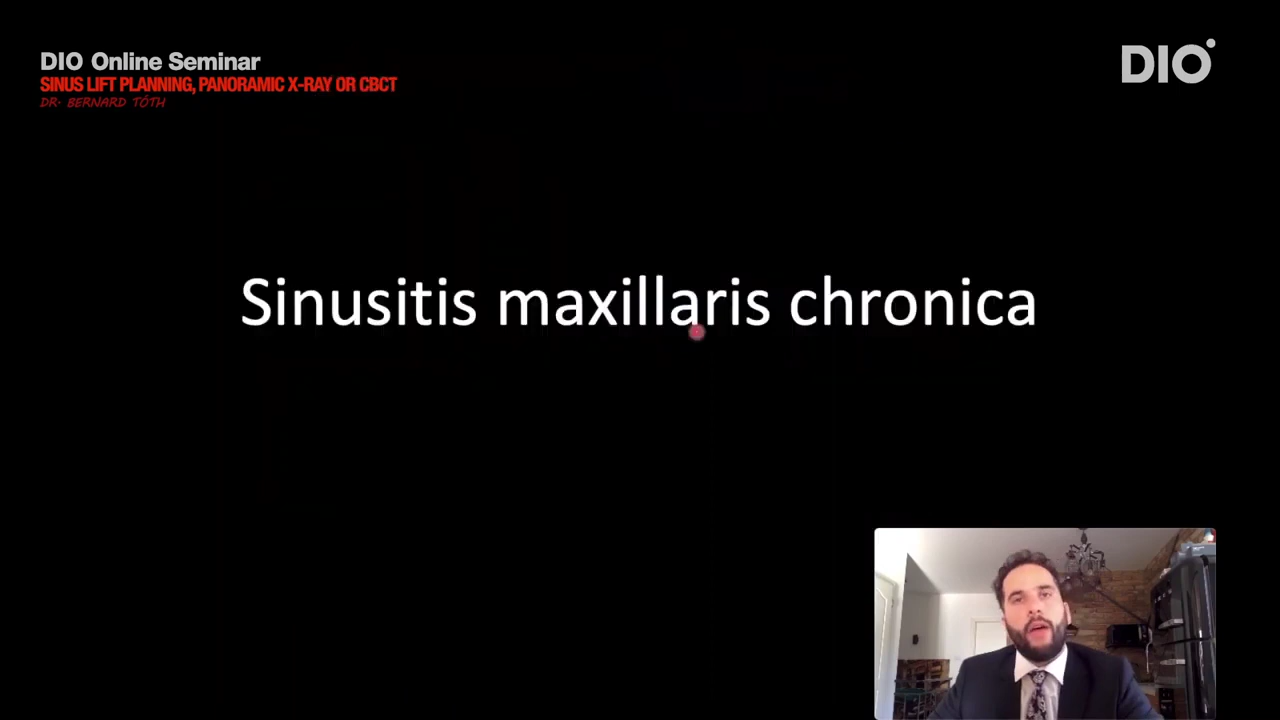 DIO Online Seminar
DIO
SINUS LIFT PLANNING, PANORAMIC X-RAY OR CBCT
DR. BERNARD TÓTH
Sinusitis maxillaris chronica